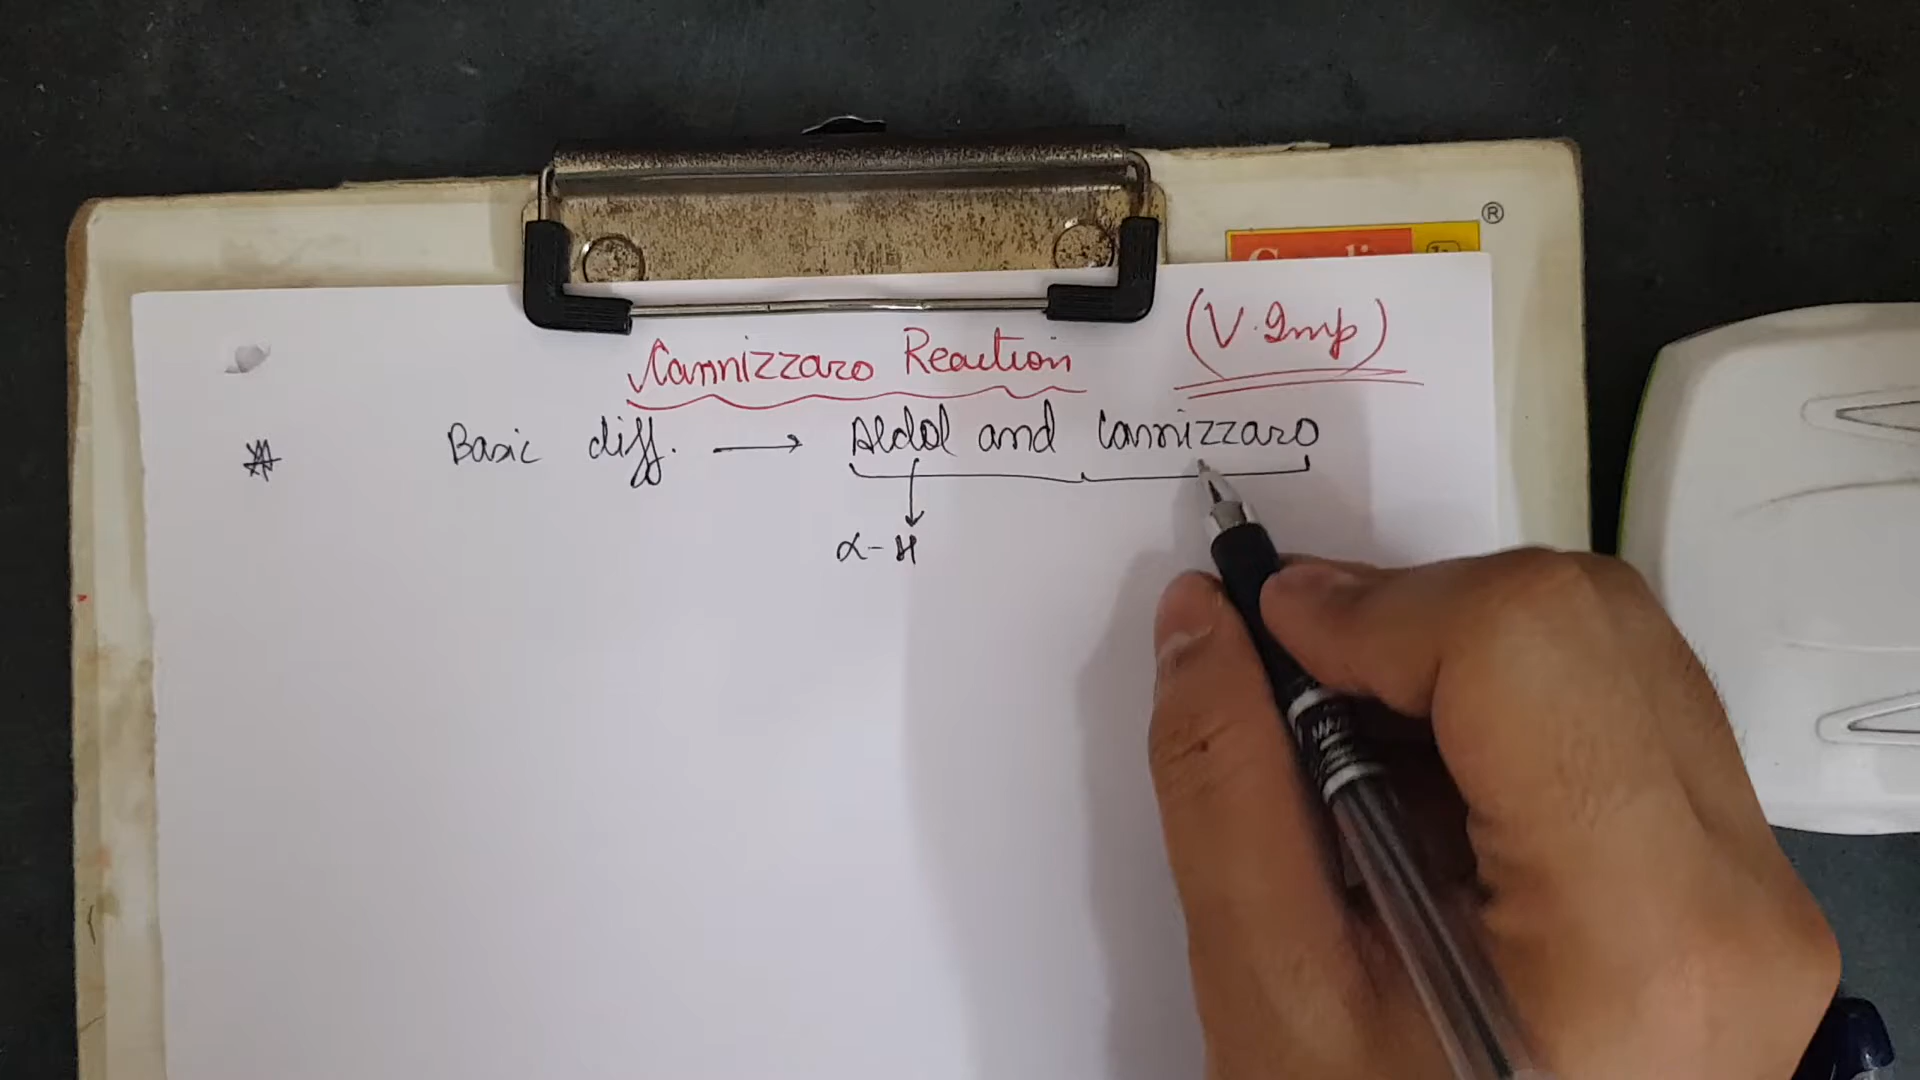 ®
Cannizzaro Reaction (V. Imp)
Basic diff. → Aldol and Cannizzaro
α-H